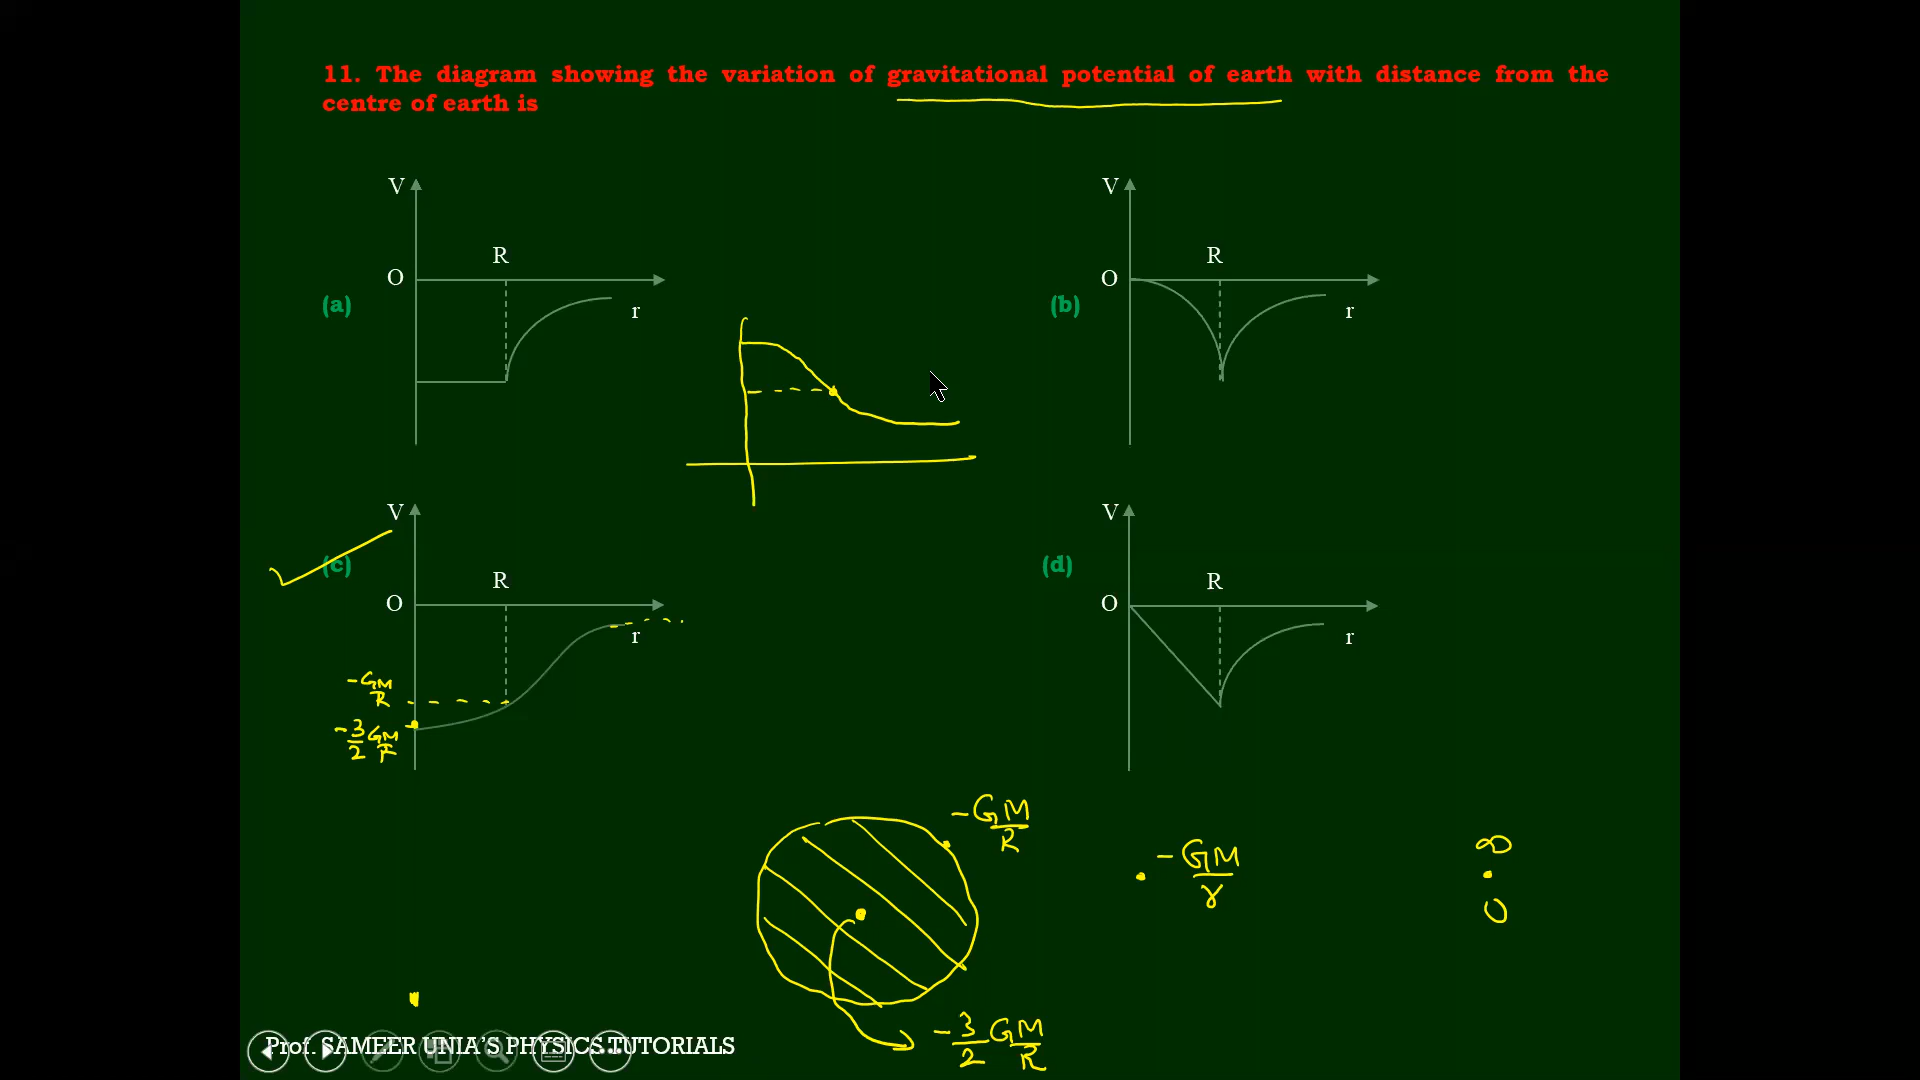 11. The diagram showing the variation of gravitational potential of earth with distance from the
centre of earth is
V
R
O
(a)
r
V
R
O
(b)
r
V
(c)
R
O
r
-GM
R
-3 GM
2
V
(d)
R
O
r
-GM
R
-GM
r
∞
0
-3 GM
2 R
Prof. SAMEER UNIA'S PHYSICS TUTORIALS